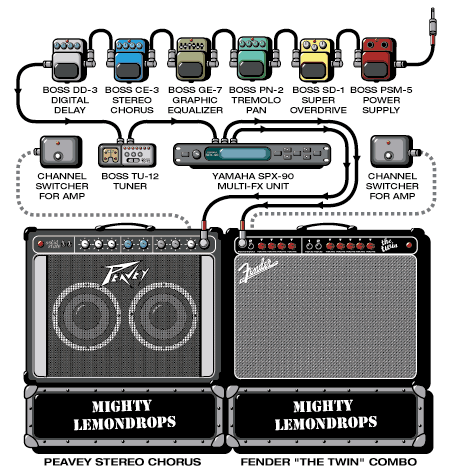 BOSS DD-3 DIGITAL DELAY
BOSS CE-3 STEREO CHORUS
BOSS GE-7 GRAPHIC EQUALIZER
BOSS PN-2 TREMOLO PAN
BOSS SD-1 SUPER OVERDRIVE
BOSS PSM-5 POWER SUPPLY
CHANNEL SWITCHER FOR AMP
BOSS TU-12 TUNER
YAMAHA SPX-90 MULTI-FX UNIT
CHANNEL SWITCHER FOR AMP
PEAVEY
the twin
Fender
MIGHTY
LEMONDROPS
MIGHTY
LEMONDROPS
PEAVEY STEREO CHORUS
FENDER "THE TWIN" COMBO